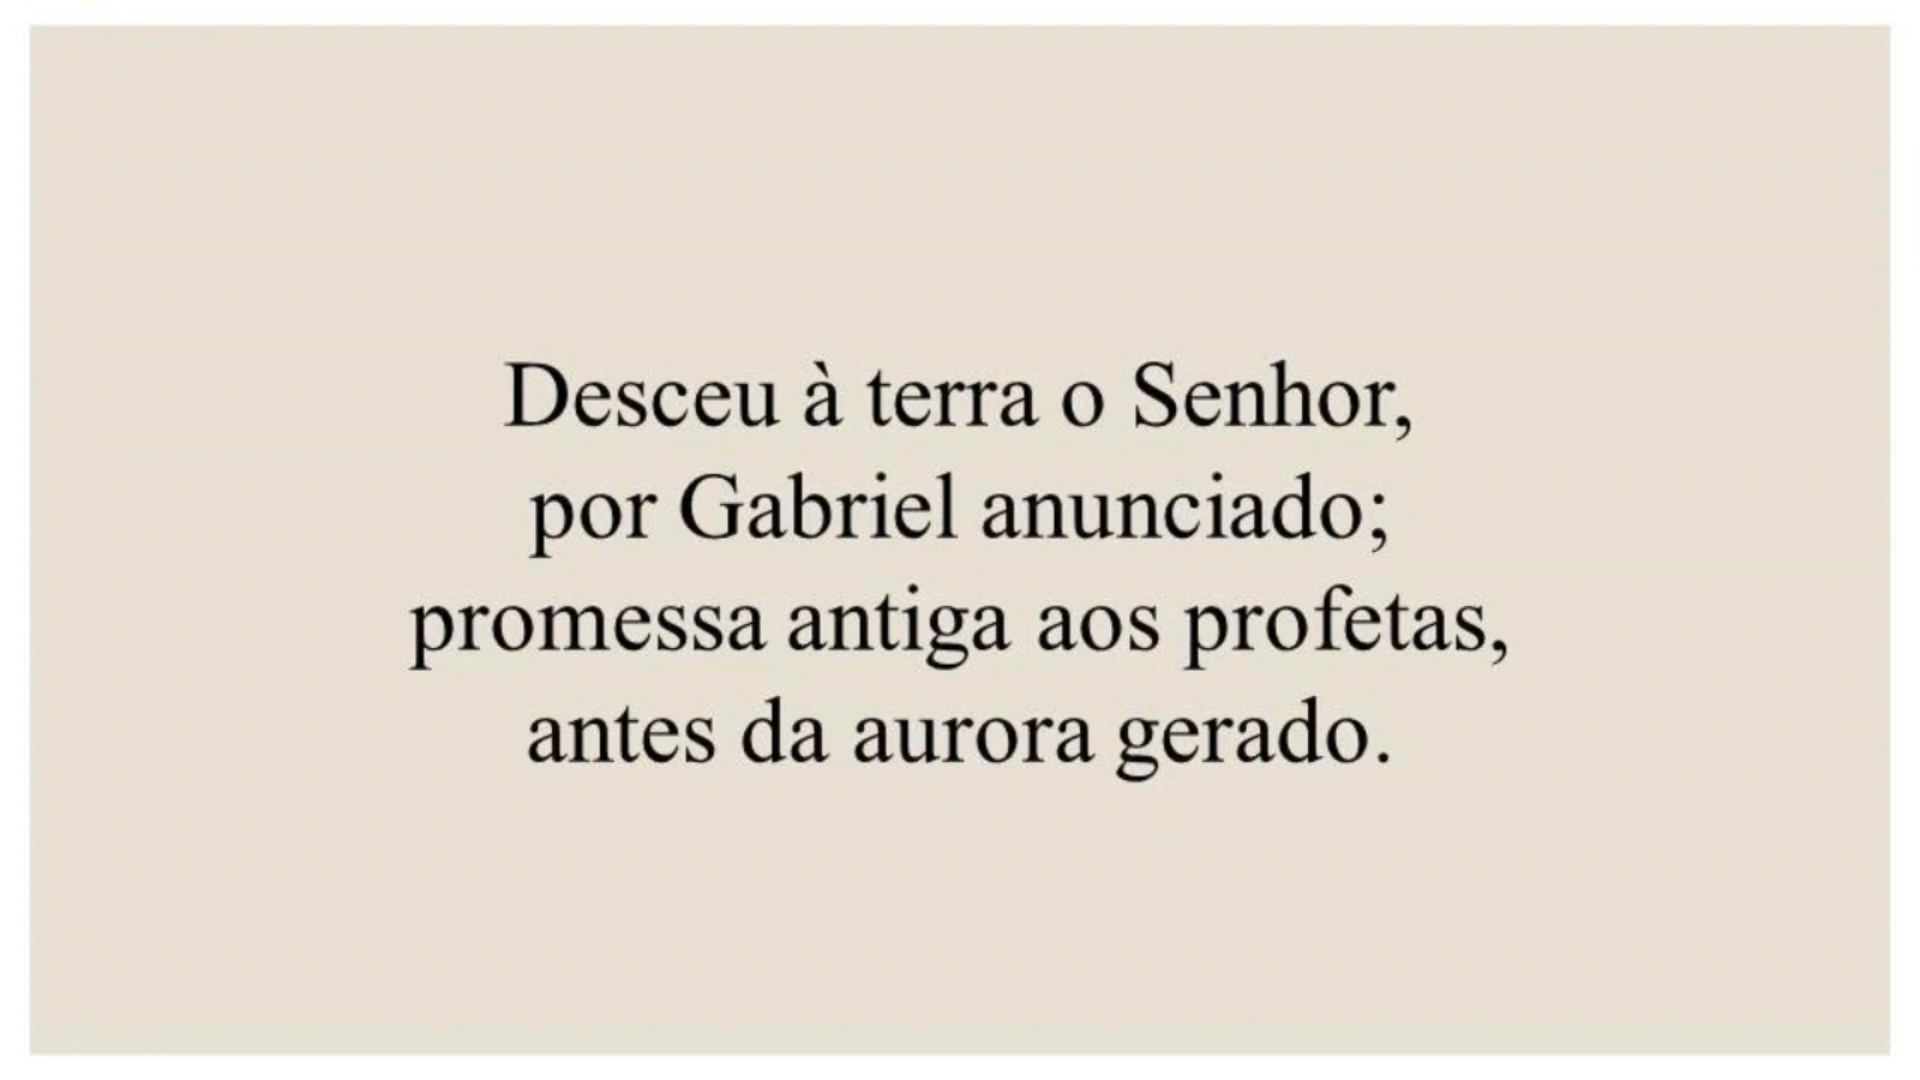 Desceu à terra o Senhor,
por Gabriel anunciado;
promessa antiga aos profetas,
antes da aurora gerado.